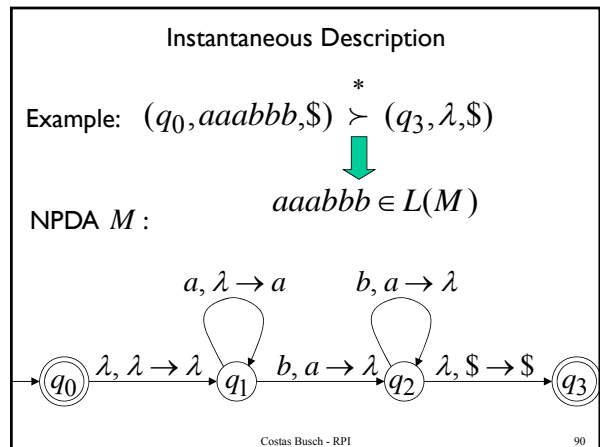 Instantaneous Description
*
Example: (q₀, aaabbb, $) ≻ (q₃, λ, $)
aaabbb ∈ L(M)
NPDA M :
a, λ → a b, a → λ
q₀ λ, λ → λ q₁ b, a → λ q₂ λ, $ → $ q₃
Costas Busch - RPI 90